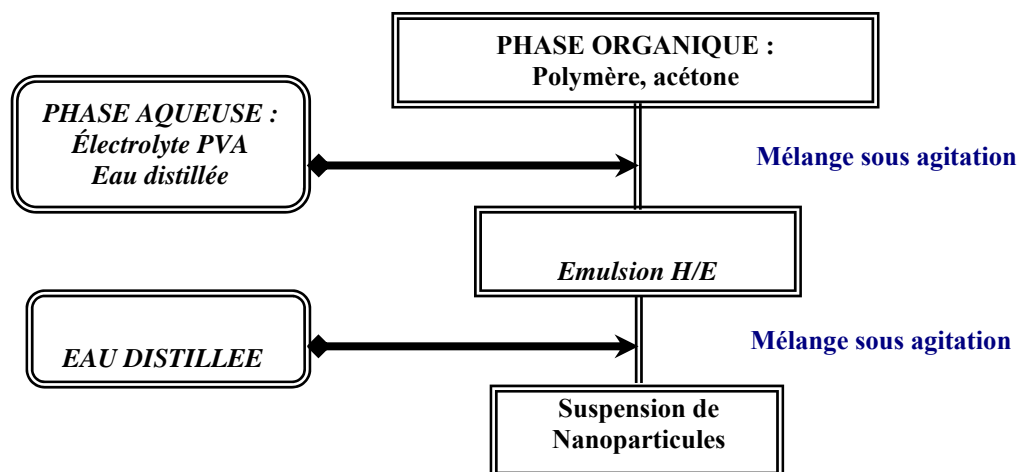 PHASE ORGANIQUE :
Polymère, acétone
PHASE AQUEUSE :
Électrolyte PVA
Eau distillée
Mélange sous agitation
Emulsion H/E
EAU DISTILLEE
Mélange sous agitation
Suspension de
Nanoparticules